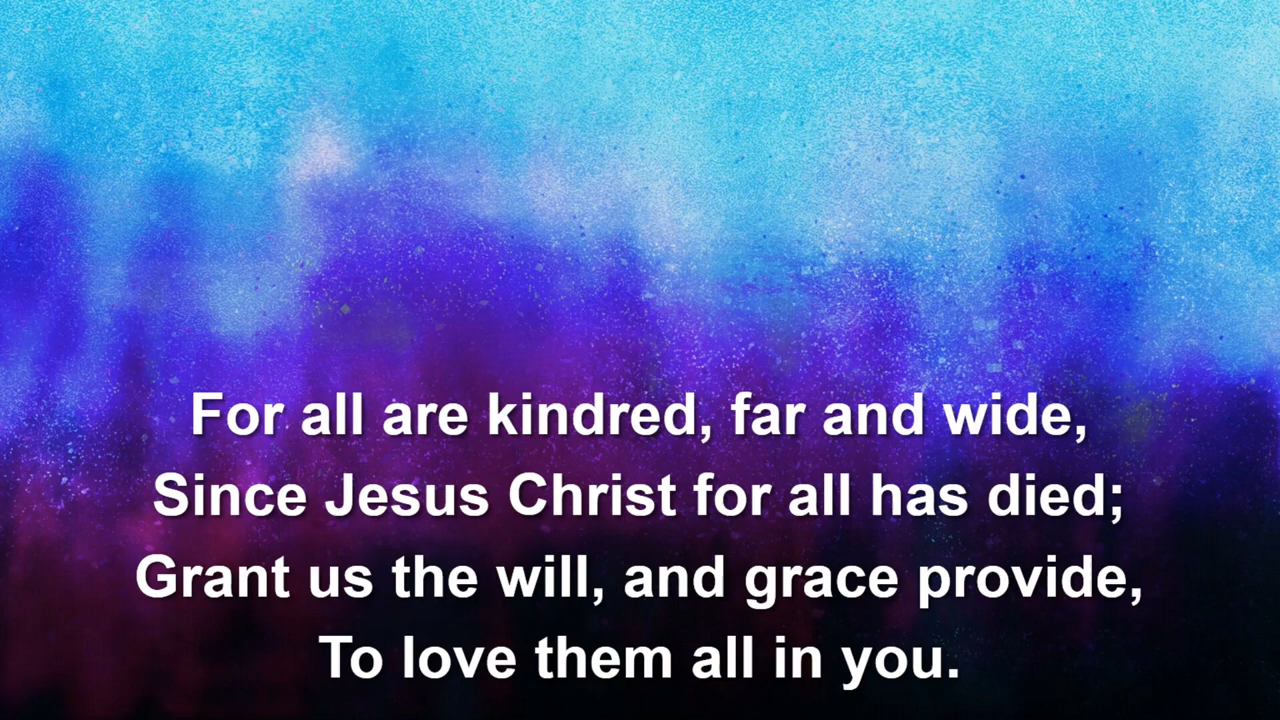 For all are kindred, far and wide,
Since Jesus Christ for all has died;
Grant us the will, and grace provide,
To love them all in you.